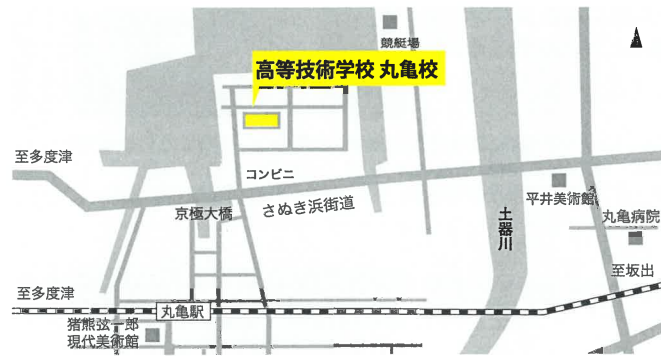 競艇場
高等技術学校 丸亀校
至多度津
コンビニ
平井美術館
京極大橋
さぬき浜街道
土器川
丸亀病院
至坂出
至多度津
丸亀駅
猪熊弦一郎
現代美術館